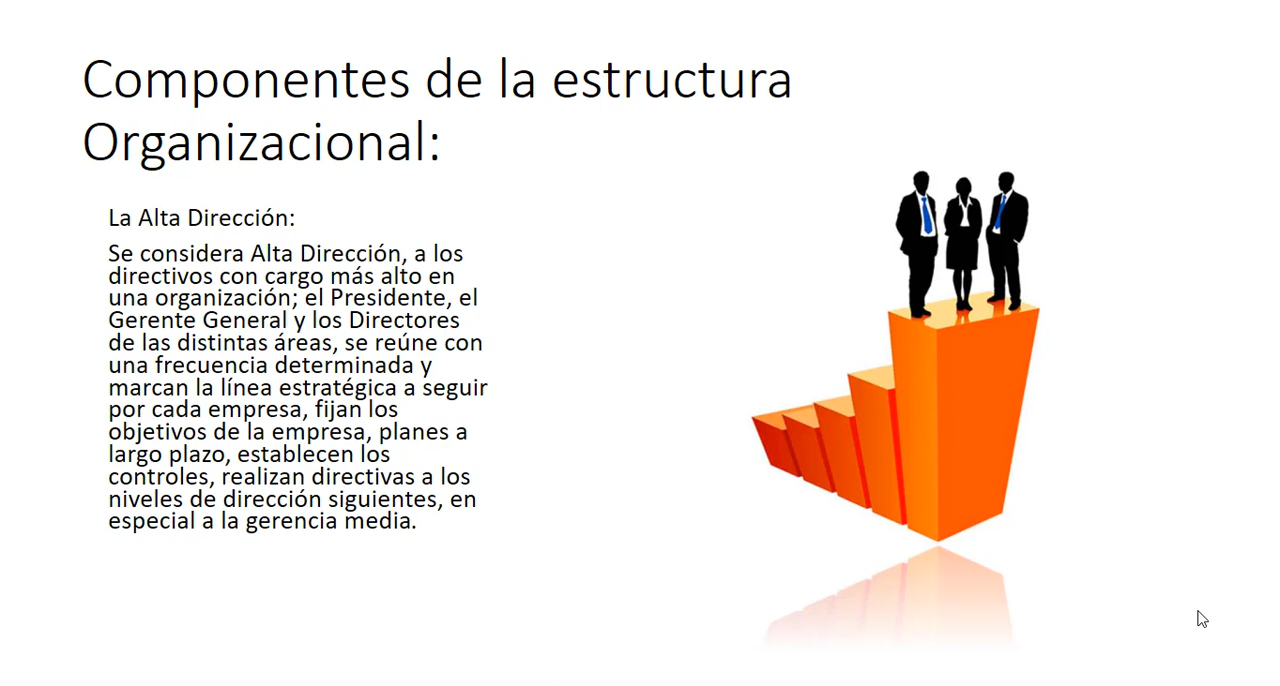 Componentes de la estructura
Organizacional:
La Alta Dirección:
Se considera Alta Dirección, a los
directivos con cargo más alto en
una organización; el Presidente, el
Gerente General y los Directores
de las distintas áreas, se reúne con
una frecuencia determinada y
marcan la línea estratégica a seguir
por cada empresa, fijan los
objetivos de la empresa, planes a
largo plazo, establecen los
controles, realizan directivas a los
niveles de dirección siguientes, en
especial a la gerencia media.